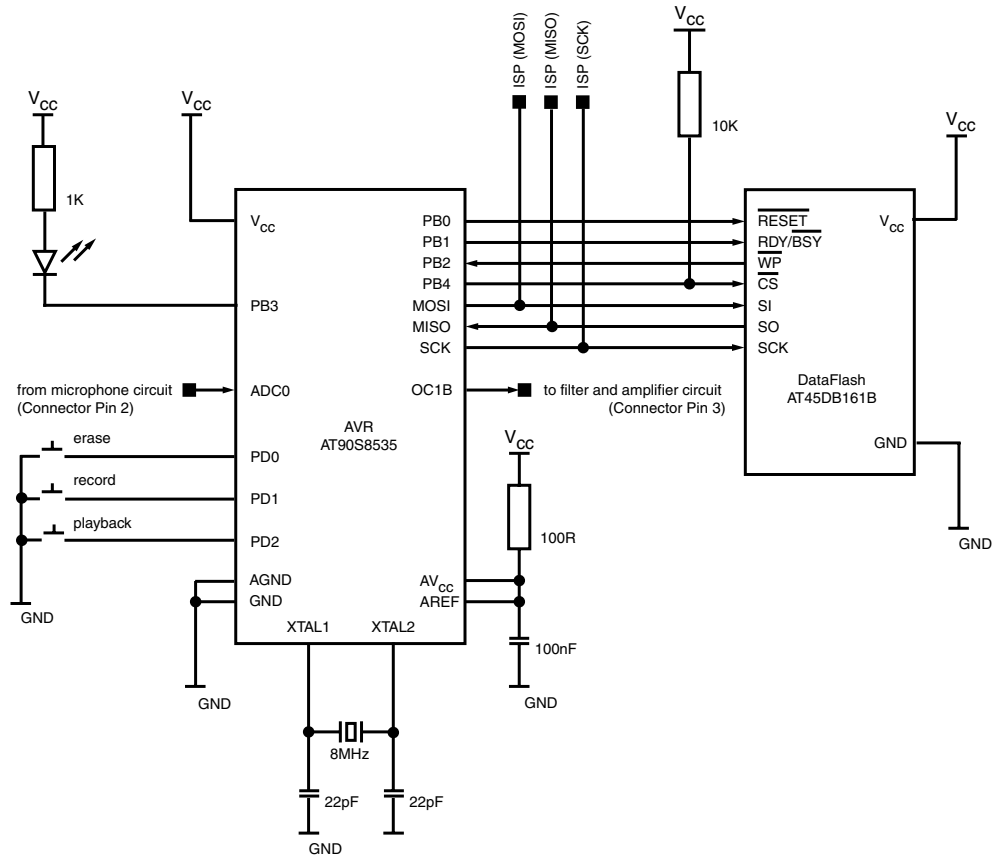 ISP (MOSI)
ISP (MISO)
ISP (SCK)
VCC
10K
VCC
1K
VCC
VCC
VCC
PB3
from microphone circuit
(Connector Pin 2)
ADC0
erase
PD0
record
PD1
playback
PD2
GND
AGND
GND
GND
XTAL1
XTAL2
AVR
AT90S8535
PB0
PB1
PB2
PB4
MOSI
MISO
SCK
OC1B
to filter and amplifier circuit
(Connector Pin 3)
VCC
100R
AVCC
AREF
100nF
GND
8MHz
22pF
22pF
GND
RESET
RDY/BSY
WP
CS
SI
SO
SCK
VCC
DataFlash
AT45DB161B
GND
GND